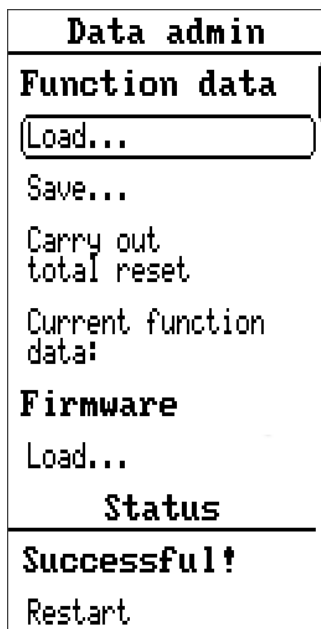 Data admin
Function data
Load...
Save...
Carry out
total reset
Current function
data:
Firmware
Load...
Status
Successful!
Restart